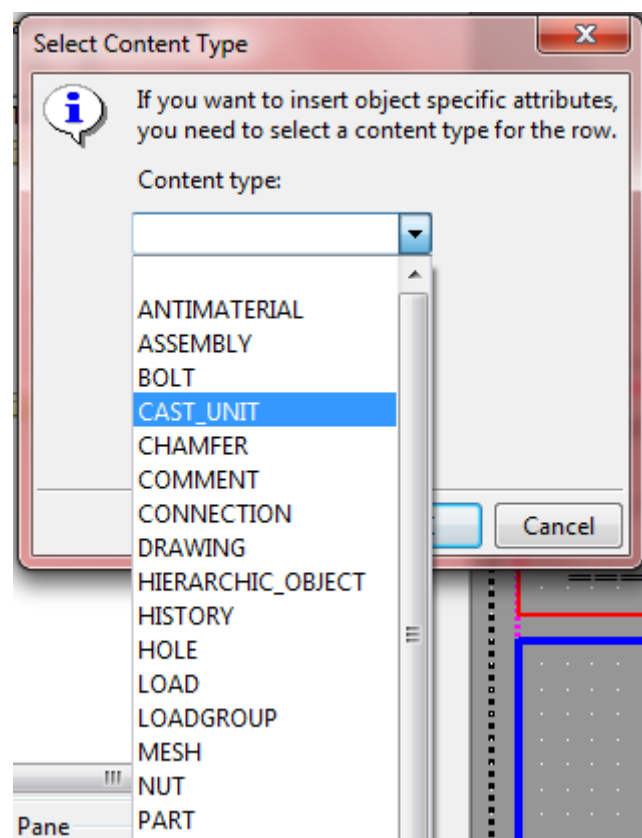 Select Content Type
If you want to insert object specific attributes,
you need to select a content type for the row.
Content type:
ANTIMATERIAL
ASSEMBLY
BOLT
CAST_UNIT
CHAMFER
COMMENT
CONNECTION
Cancel
DRAWING
HIERARCHIC_OBJECT
HISTORY
HOLE
LOAD
LOADGROUP
MESH
NUT
PART
Pane